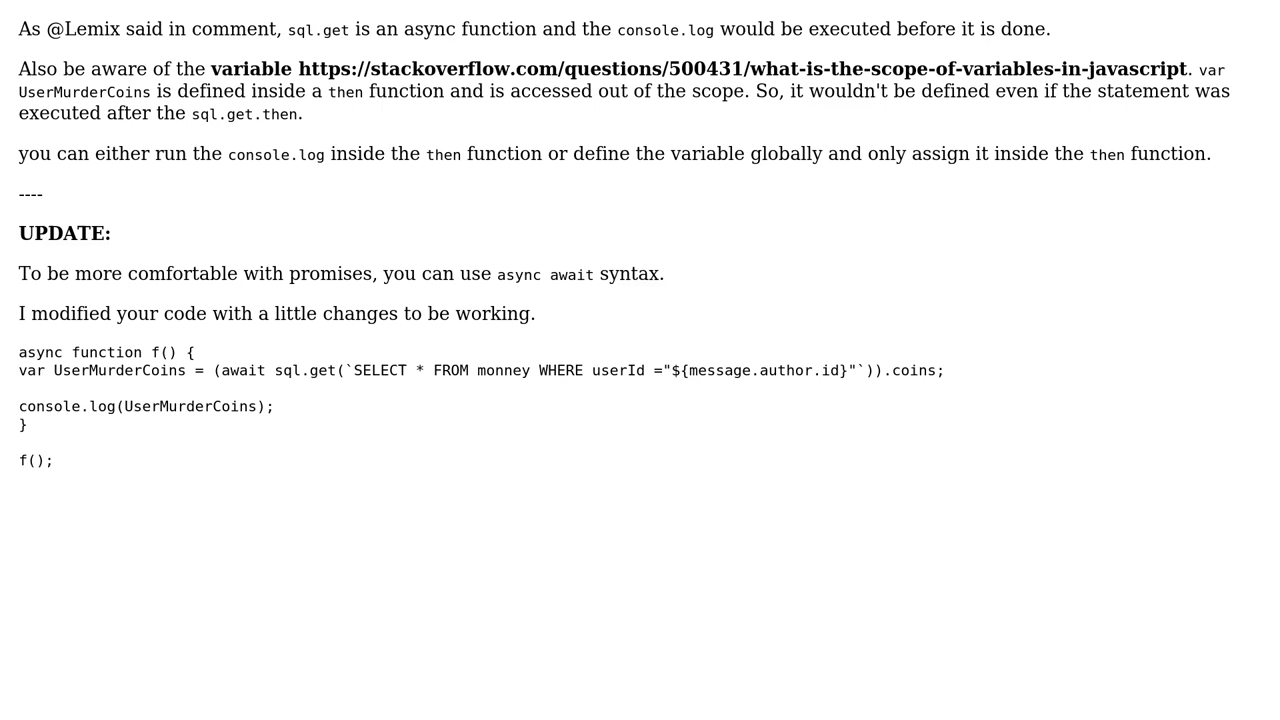 As @Lemix said in comment, sql.get is an async function and the console.log would be executed before it is done.
Also be aware of the variable https://stackoverflow.com/questions/500431/what-is-the-scope-of-variables-in-javascript. var
UserMurderCoins is defined inside a then function and is accessed out of the scope. So, it wouldn't be defined even if the statement was
executed after the sql.get.then.
you can either run the console.log inside the then function or define the variable globally and only assign it inside the then function.
----
UPDATE:
To be more comfortable with promises, you can use async await syntax.
I modified your code with a little changes to be working.
async function f() {
var UserMurderCoins = (await sql.get(`SELECT * FROM monney WHERE userId ="${message.author.id}"`)).coins;
console.log(UserMurderCoins);
}
f();